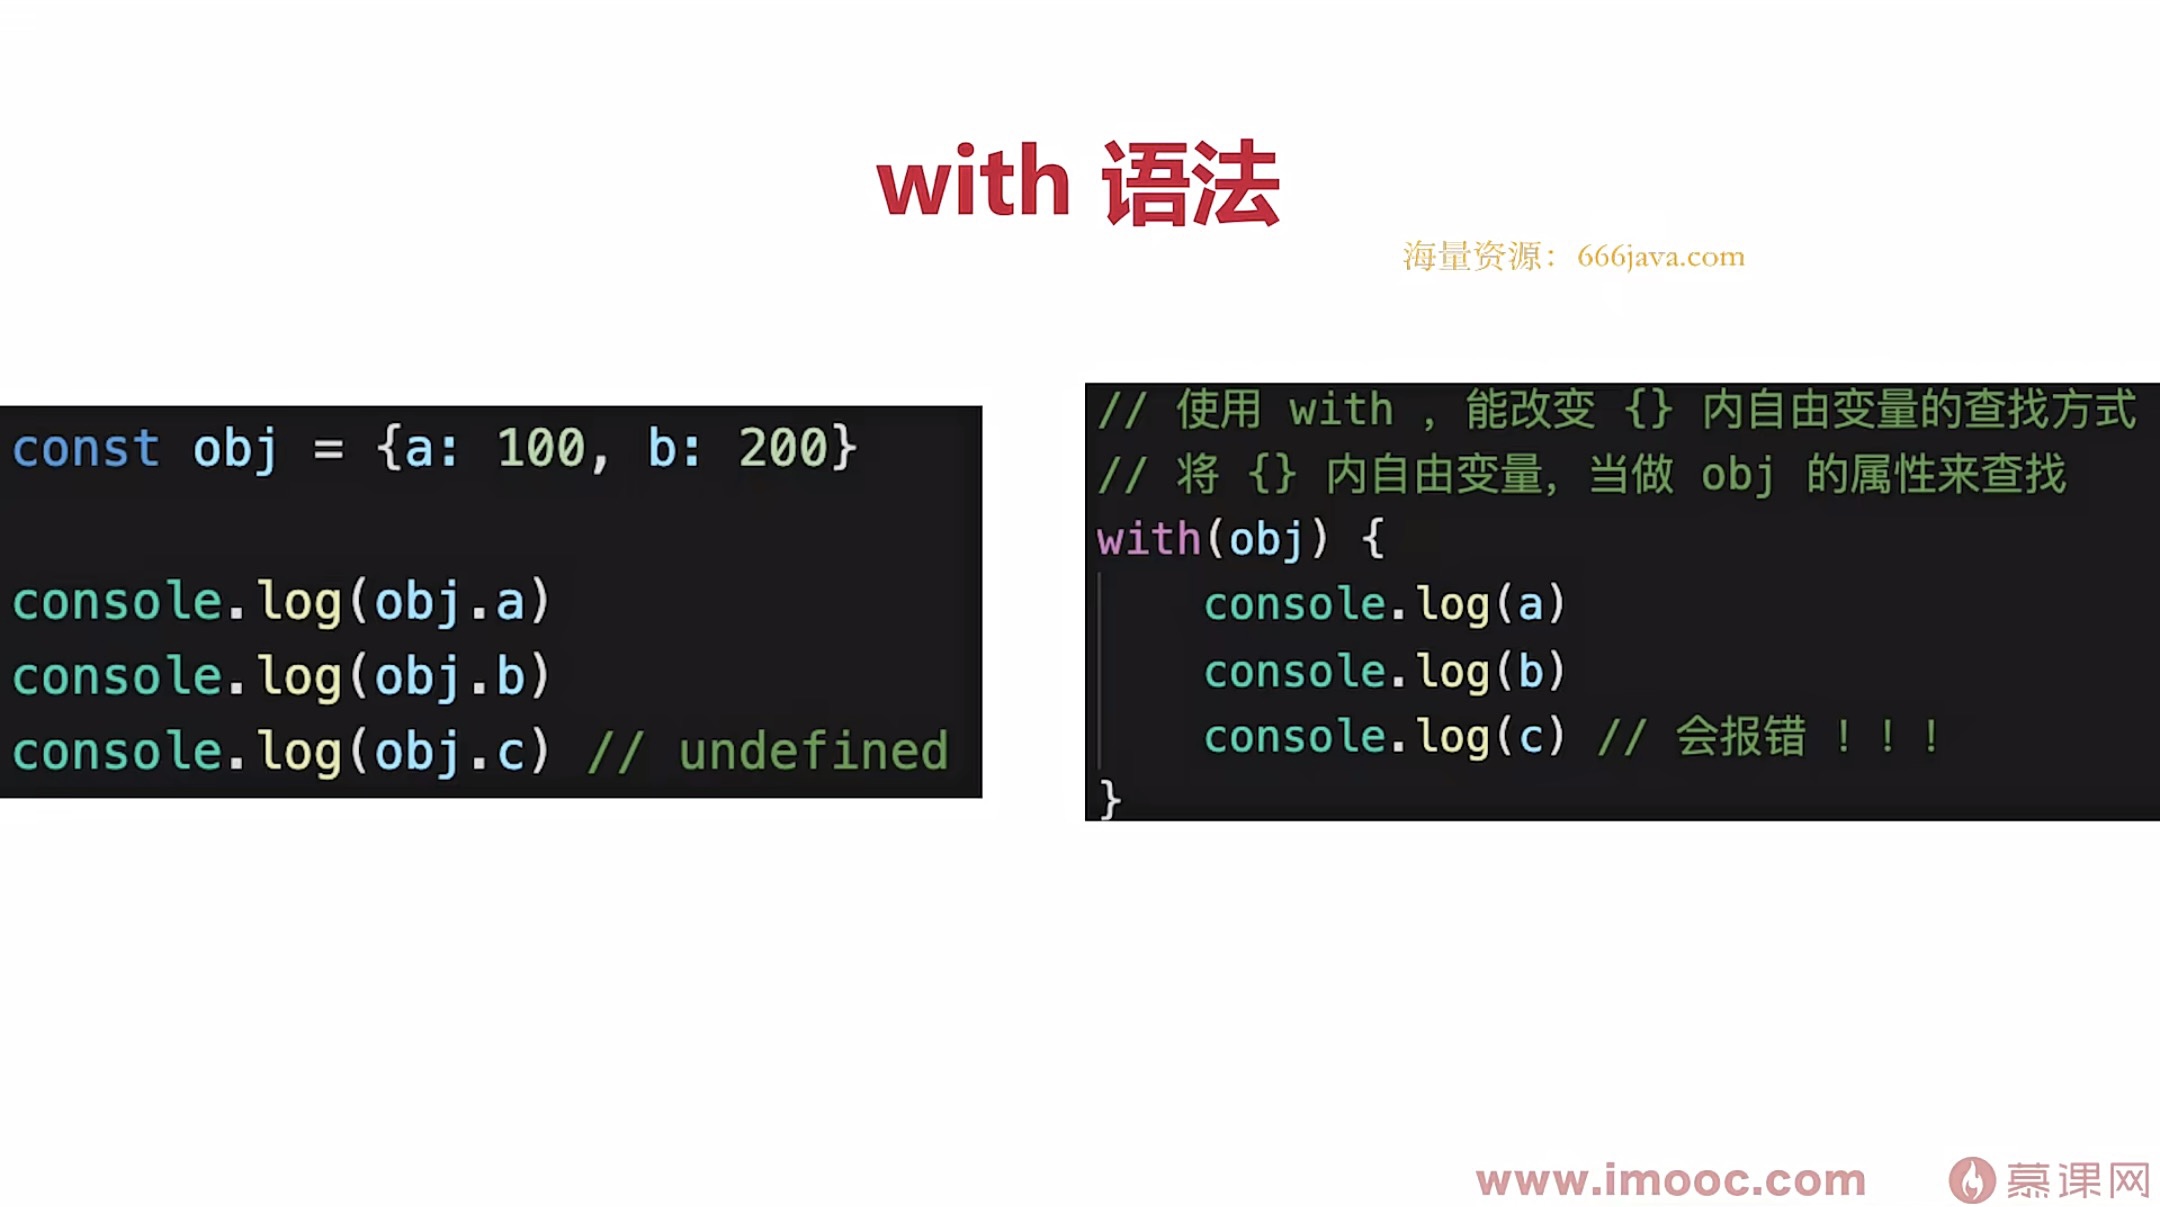 with 语法
海量资源：666java.com
const obj = {a: 100, b: 200}
console.log(obj.a)
console.log(obj.b)
console.log(obj.c) // undefined
// 使用 with ，能改变 {} 内自由变量的查找方式
// 将 {} 内自由变量，当做 obj 的属性来查找
with(obj) {
console.log(a)
console.log(b)
console.log(c) // 会报错 ！！！
}
www.imooc.com 慕课网